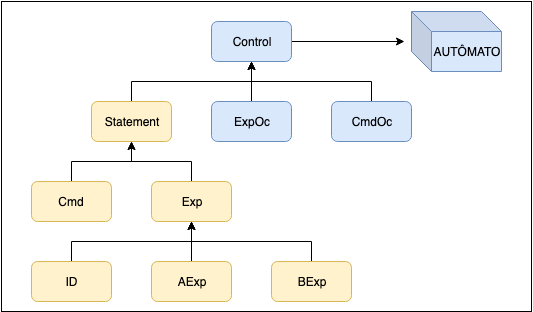 Control
AUTÔMATO
Statement
ExpOc
CmdOc
Cmd
Exp
ID
AExp
BExp